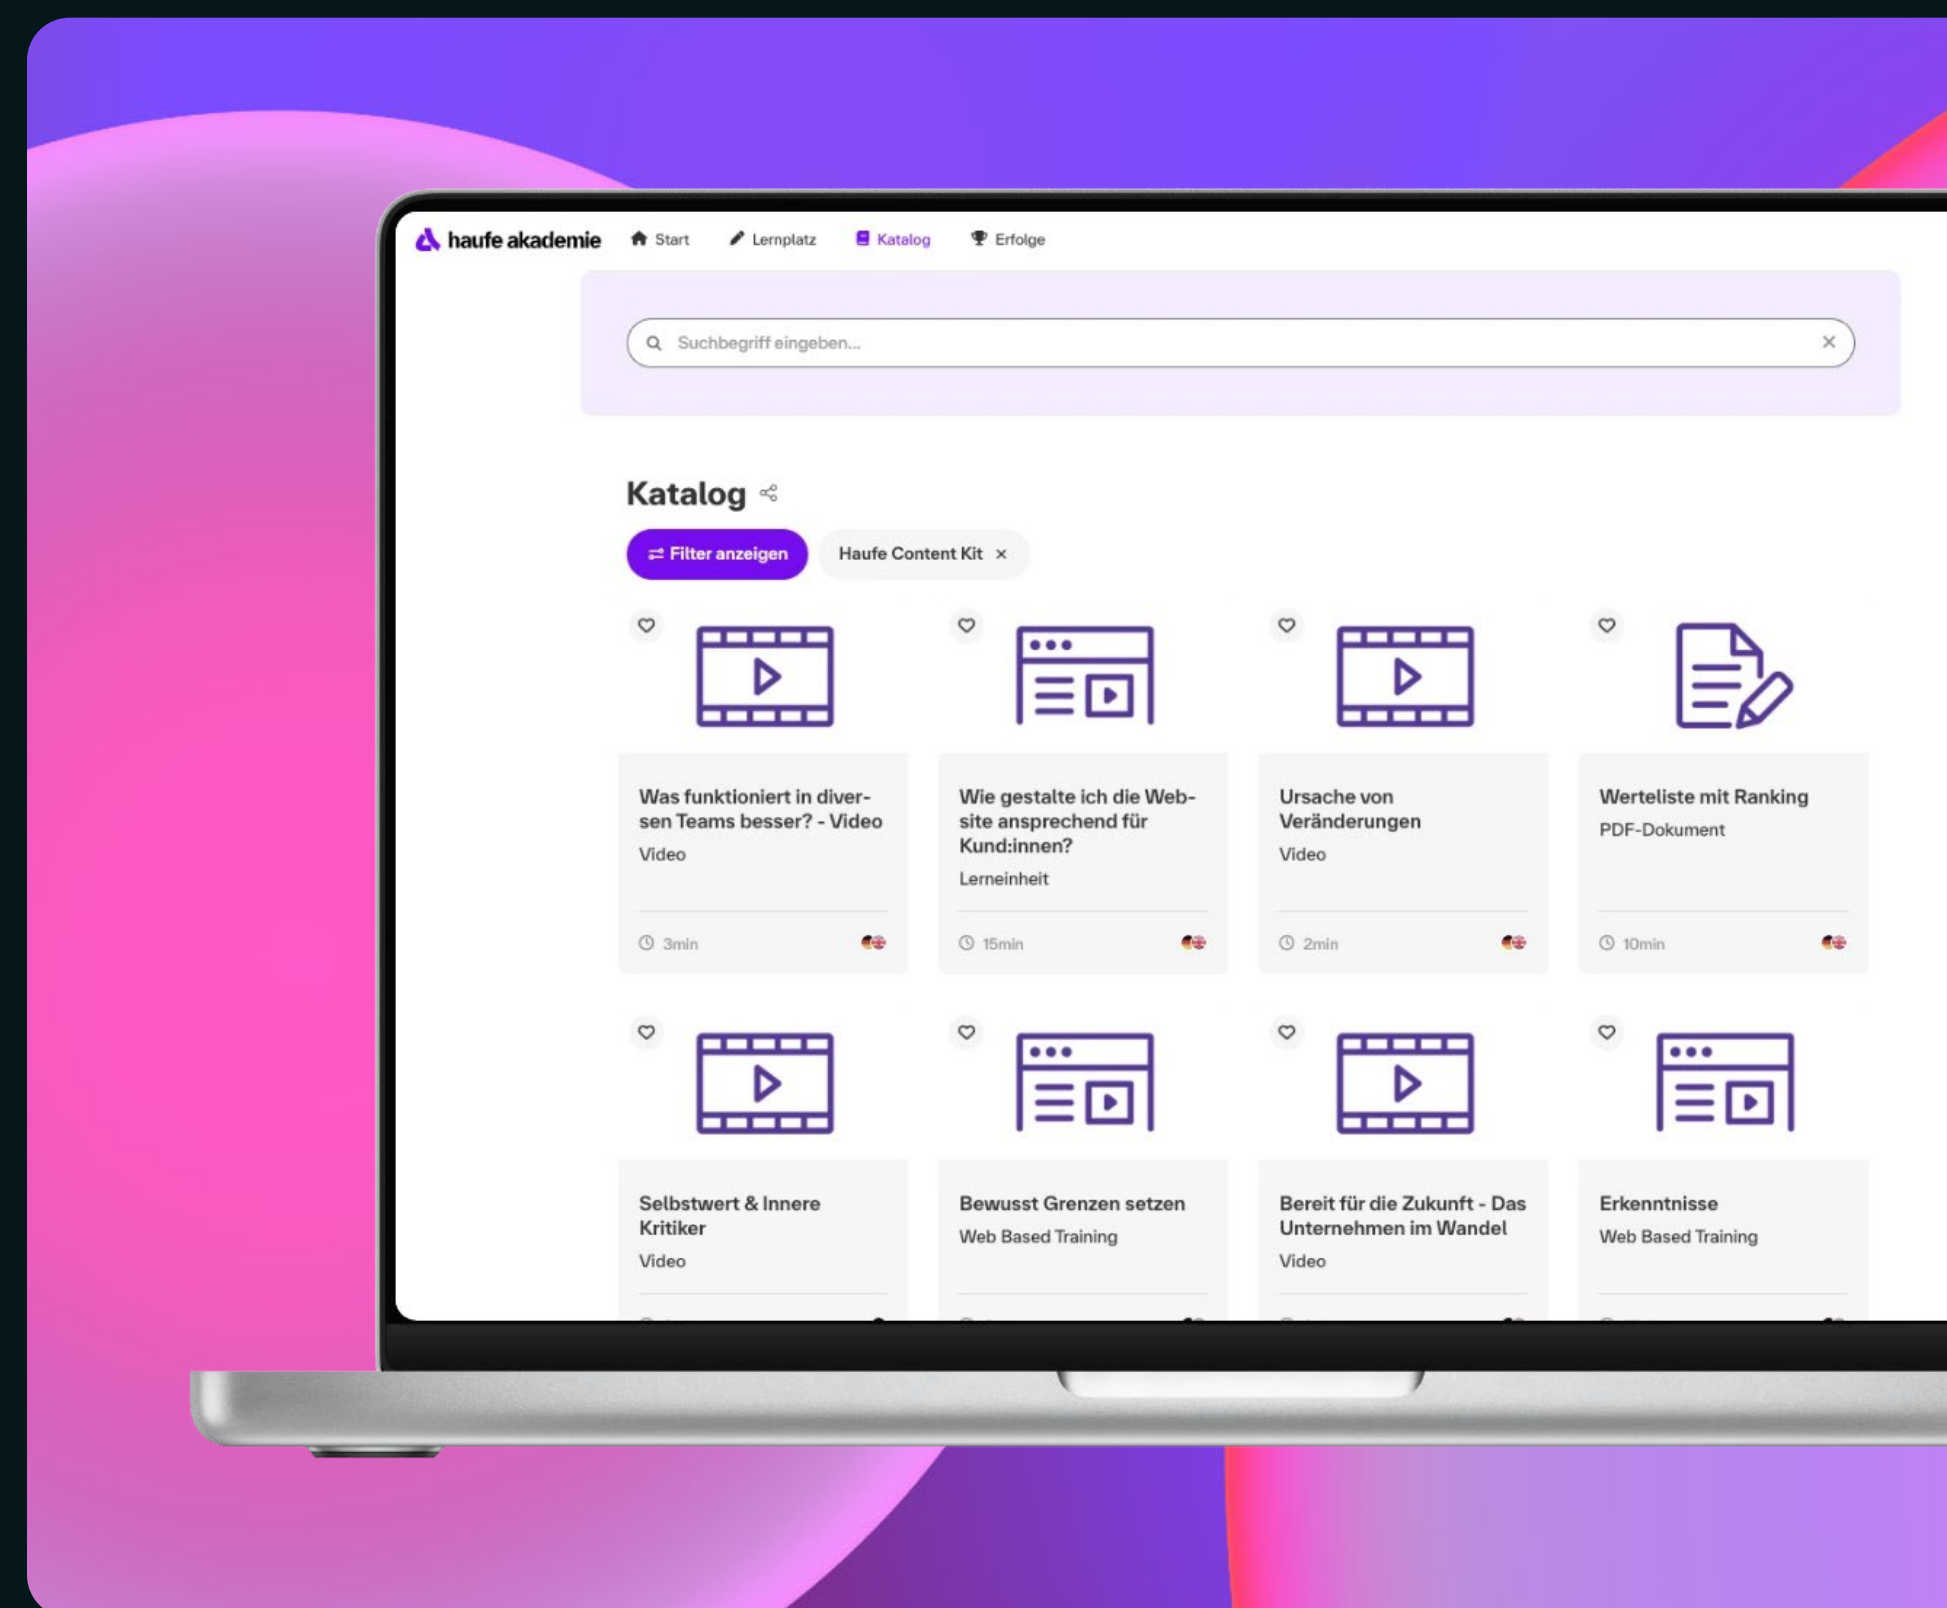 haufe akademie Start Lernplatz Katalog Erfolge
Suchbegriff eingeben...
Katalog
Filter anzeigen Haufe Content Kit
Was funktioniert in diver-
sen Teams besser? - Video
Video
3min
Wie gestalte ich die Web-
site ansprechend für
Kund:innen?
Lerneinheit
15min
Ursache von
Veränderungen
Video
2min
Werteliste mit Ranking
PDF-Dokument
10min
Selbstwert & Innere
Kritiker
Video
Bewusst Grenzen setzen
Web Based Training
Bereit für die Zukunft - Das
Unternehmen im Wandel
Video
Erkenntnisse
Web Based Training